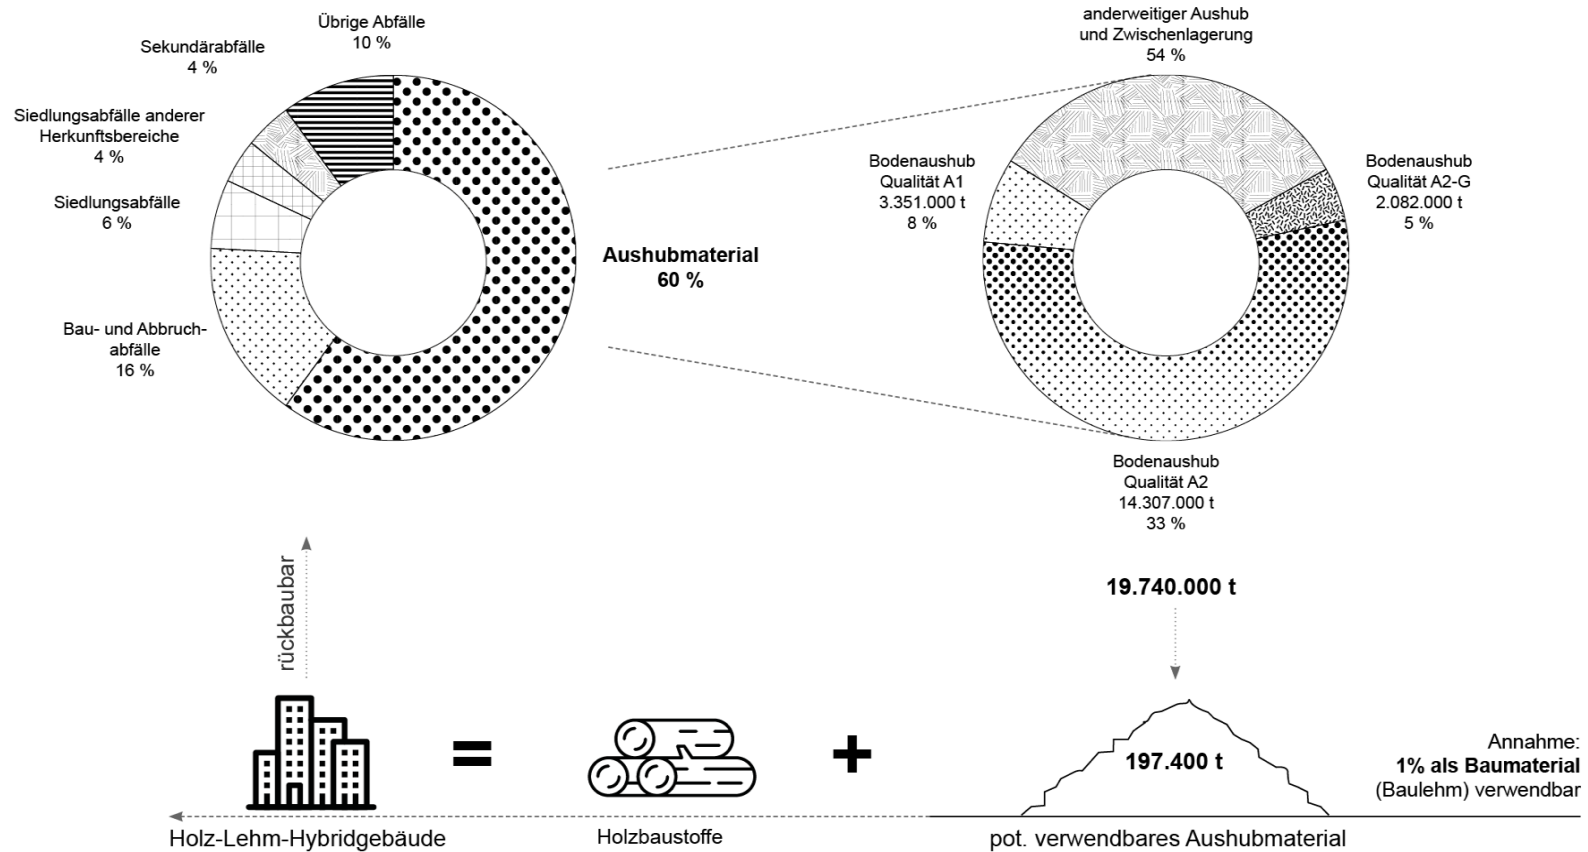 Übrige Abfälle
10 %
Sekundärabfälle
4 %
Siedlungsabfälle anderer
Herkunftsbereiche
4 %
Siedlungsabfälle
6 %
Bau- und Abbruch-
abfälle
16 %
Aushubmaterial
60 %
anderweitiger Aushub
und Zwischenlagerung
54 %
Bodenaushub
Qualität A1
3.351.000 t
8 %
Bodenaushub
Qualität A2-G
2.082.000 t
5 %
Bodenaushub
Qualität A2
14.307.000 t
33 %
rückbaubar
19.740.000 t
=
+
197.400 t
Annahme:
1% als Baumaterial
(Baulehm) verwendbar
Holz-Lehm-Hybridgebäude
Holzbaustoffe
pot. verwendbares Aushubmaterial